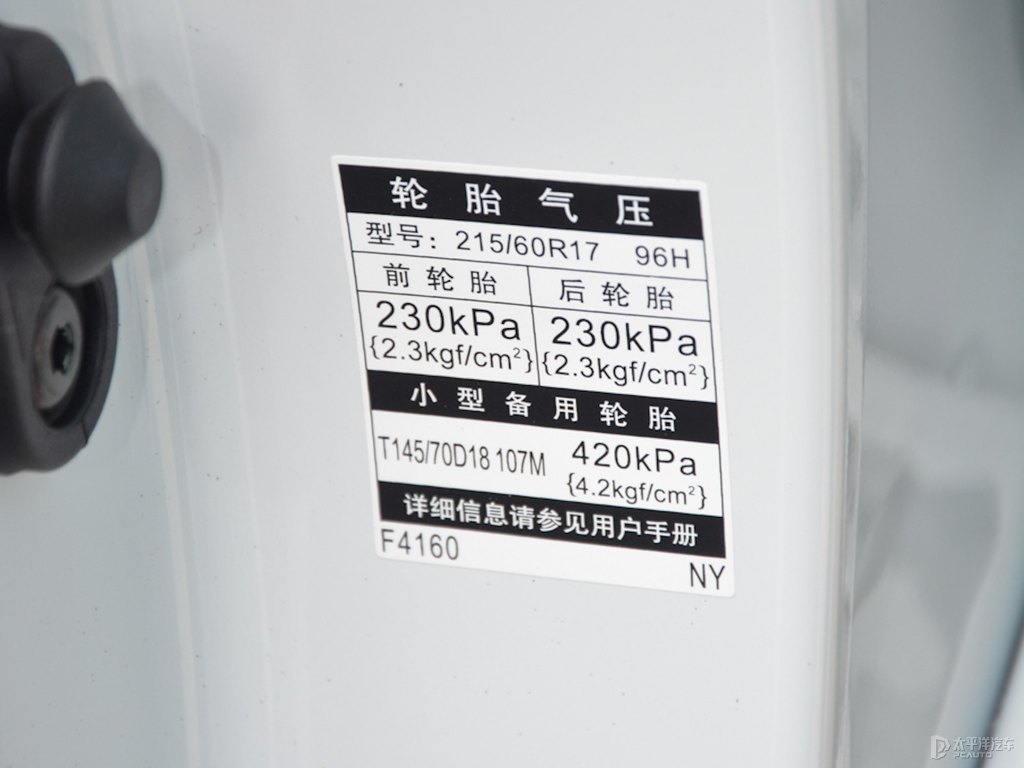 轮胎气压
型号: 215/60R17 96H
前轮胎 后轮胎
230kPa 230kPa
{2.3kgf/cm²} {2.3kgf/cm²}
小型备用轮胎
T145/70D18 107M 420kPa
{4.2kgf/cm²}
详细信息请参见用户手册
F4160
NY
太平洋汽车
PCAUTO